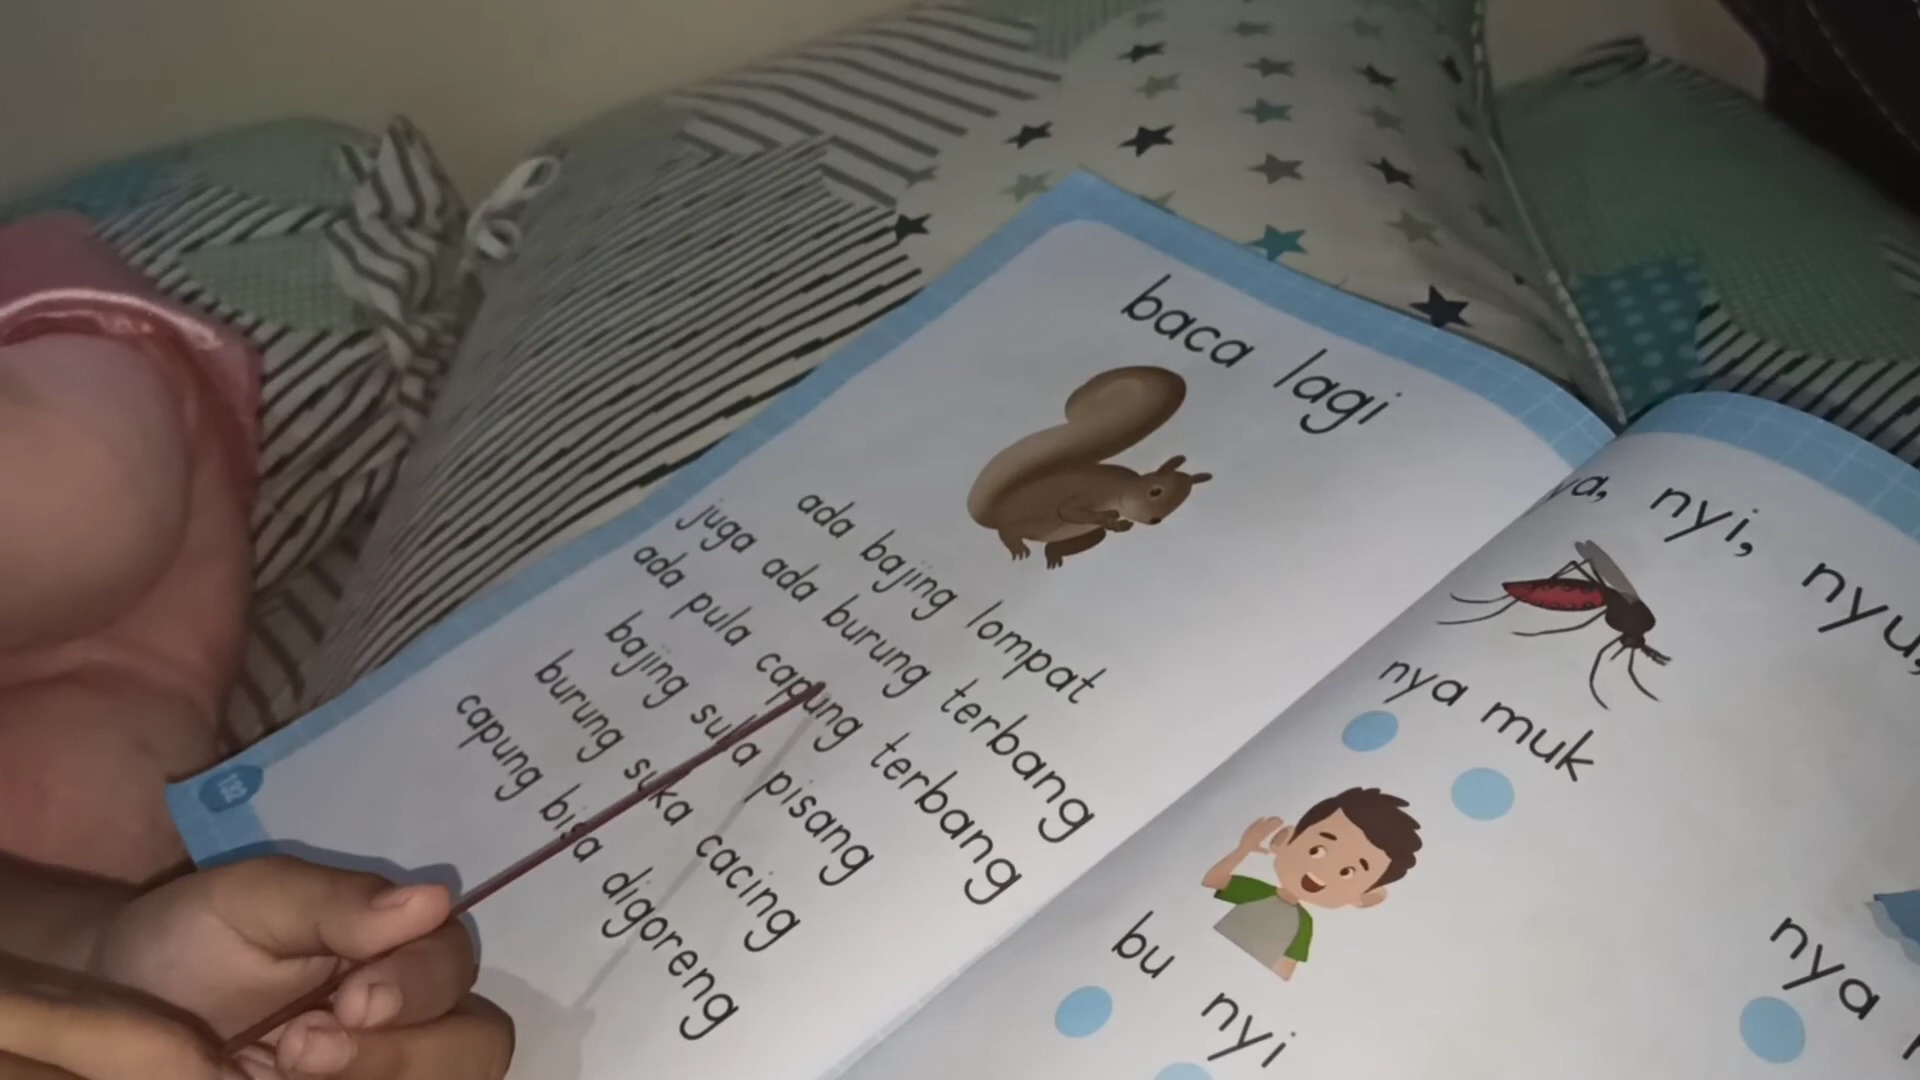 baca lagi
ada bajing lompat
juga ada burung terbang
ada pula capung terbang
bajing suka pisang
burung suka cacing
capung bisa digoreng
132
nyi, nyu,
nya muk
bu nyi
nya